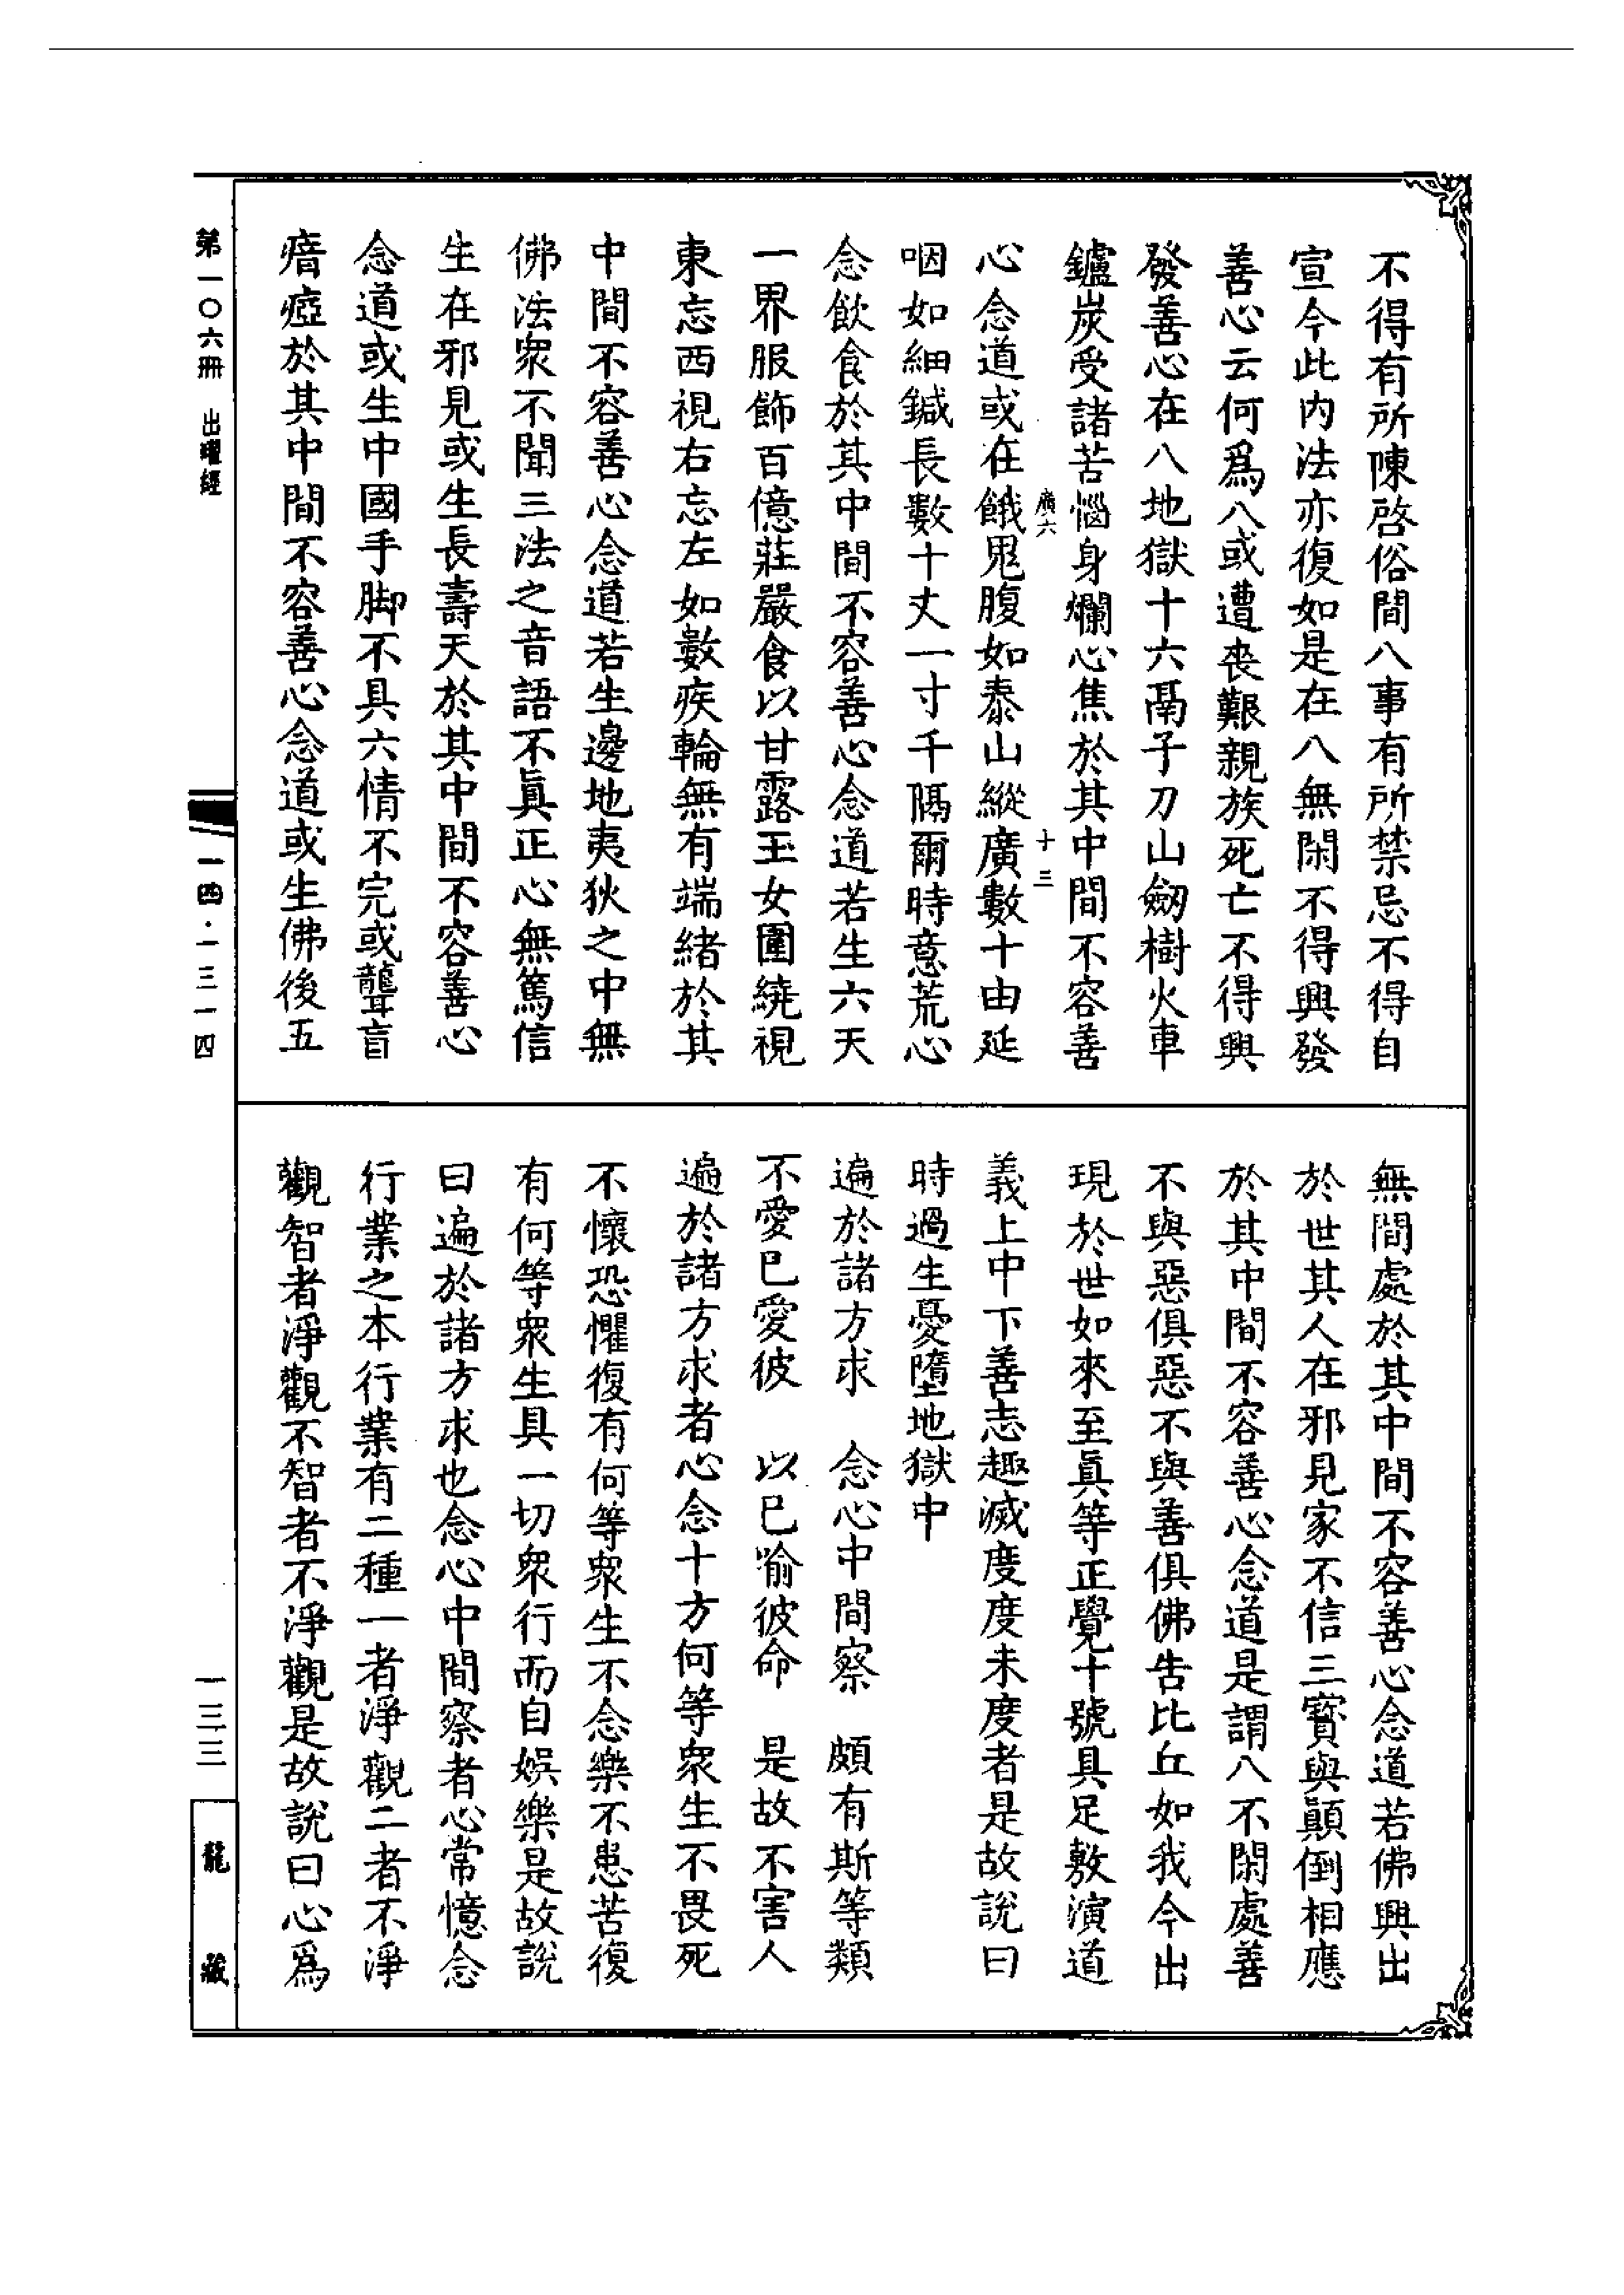 不得有所陳啓俗間八事有所禁忌不得自
宣今此内法亦復如是在八無閑不得興發
善心云何爲八或遭喪艱親族死亡不得興
發善心在八地獄十六鬲子刀山劒樹火車
鑪炭受諸苦惱身爛心焦於其中間不容善
廣六 十三
心念道或在餓鬼腹如泰山縱廣數十由延
咽如細鍼長數十丈一寸千隔爾時意荒心
念飲食於其中間不容善心念道若生六天
一界服飾百億莊嚴食以甘露玉女圍繞視
東忘西視右忘左如數疾輪無有端緒於其
中間不容善心念道若生邊地夷狄之中無
佛法衆不聞三法之音語不眞正心無篤信
生在邪見或生長壽天於其中間不容善心
念道或生中國手脚不具六情不完或聾盲
瘖瘂於其中間不容善心念道或生佛後五
無間處於其中間不容善心念道若佛興出
於世其人在邪見家不信三寳與顚倒相應
於其中間不容善心念道是謂八不閑處善
不與惡俱惡不與善俱佛告比丘如我今出
現於世如來至眞等正覺十號具足敷演道
義上中下善志趣滅度度未度者是故說曰
時過生憂墮地獄中
遍於諸方求 念心中間察 頗有斯等類
不愛已愛彼 以已喻彼命 是故不害人
遍於諸方求者心念十方何等衆生不畏死
不懷恐懼復有何等衆生不念樂不患苦復
有何等衆生具一切衆行而自娛樂是故說
曰遍於諸方求也念心中間察者心常憶念
行業之本行業有二種一者淨觀二者不淨
觀智者淨觀不智者不淨觀是故說曰心爲
第一〇六冊 出曜經
一四·一三一四
一三三
龍藏